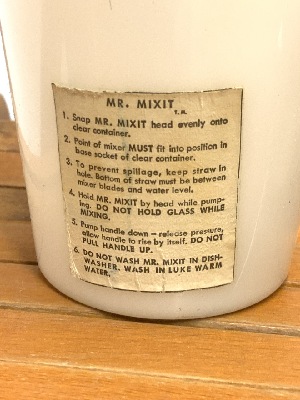 MR. MIXIT T.M.
1. Snap MR. MIXIT head evenly onto
clear container.
2. Point of mixer MUST fit into position in
base socket of clear container.
3. To prevent spillage, keep straw in
hole. Bottom of straw must be between
mixer blades and water level.
4. Hold MR. MIXIT by head while pump-
ing. DO NOT HOLD GLASS WHILE
MIXING.
5. Pump handle down — release pressure,
allow handle to rise by itself. DO NOT
PULL HANDLE UP.
6. DO NOT WASH MR. MIXIT IN DISH-
WASHER. WASH IN LUKE WARM
WATER.